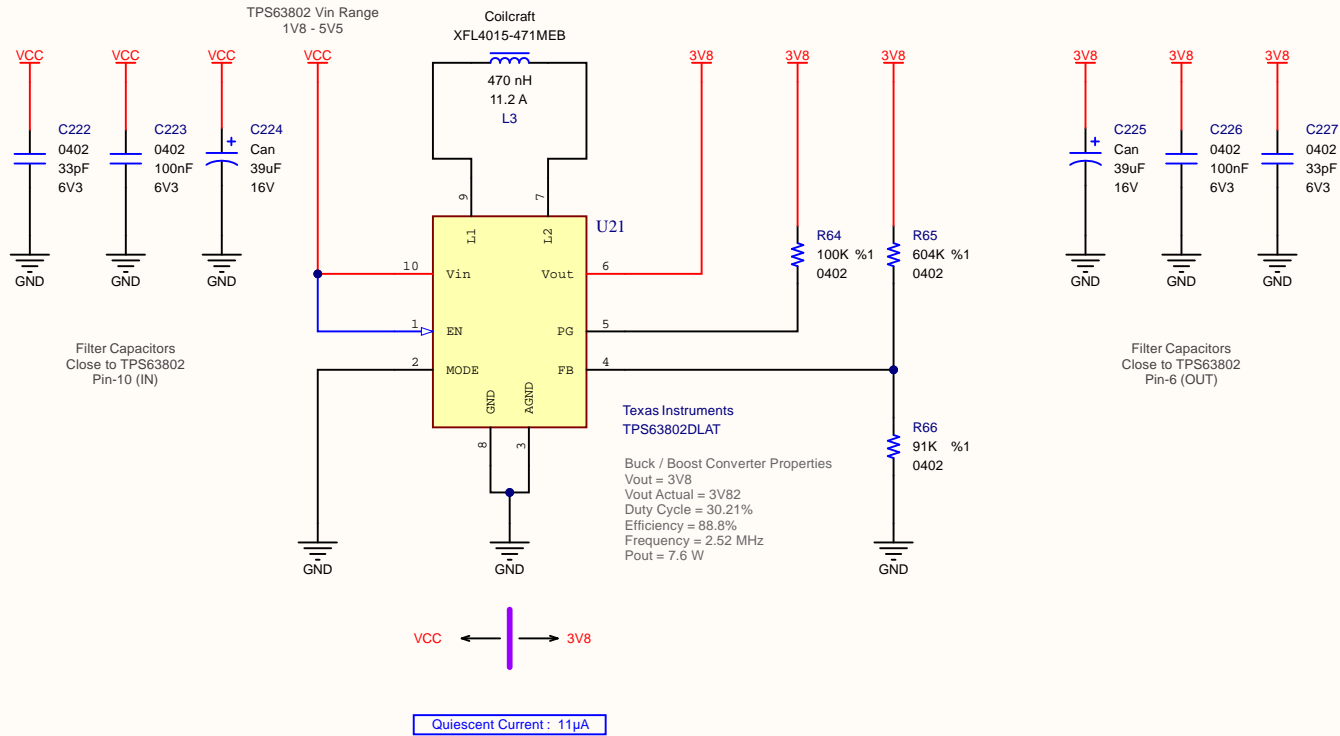 TPS63802 Vin Range
1V8 - 5V5
Coilcraft
XFL4015-471MEB
470 nH
11.2 A
L3
VCC
VCC
VCC
VCC
3V8
3V8
3V8
3V8
3V8
3V8
C222
0402
33pF
6V3
C223
0402
100nF
6V3
+
C224
Can
39uF
16V
+
C225
Can
39uF
16V
C226
0402
100nF
6V3
C227
0402
33pF
6V3
GND
GND
GND
GND
GND
GND
9
7
U21
L1
L2
10
Vin
Vout
6
1
EN
PG
5
2
MODE
FB
4
GND
AGND
8
3
R64
100K %1
0402
R65
604K %1
0402
R66
91K %1
0402
Filter Capacitors
Close to TPS63802
Pin-10 (IN)
Filter Capacitors
Close to TPS63802
Pin-6 (OUT)
Texas Instruments
TPS63802DLAT
Buck / Boost Converter Properties
Vout = 3V8
Vout Actual = 3V82
Duty Cycle = 30.21%
Efficiency = 88.8%
Frequency = 2.52 MHz
Pout = 7.6 W
GND
GND
GND
VCC
3V8
Quiescent Current : 11µA